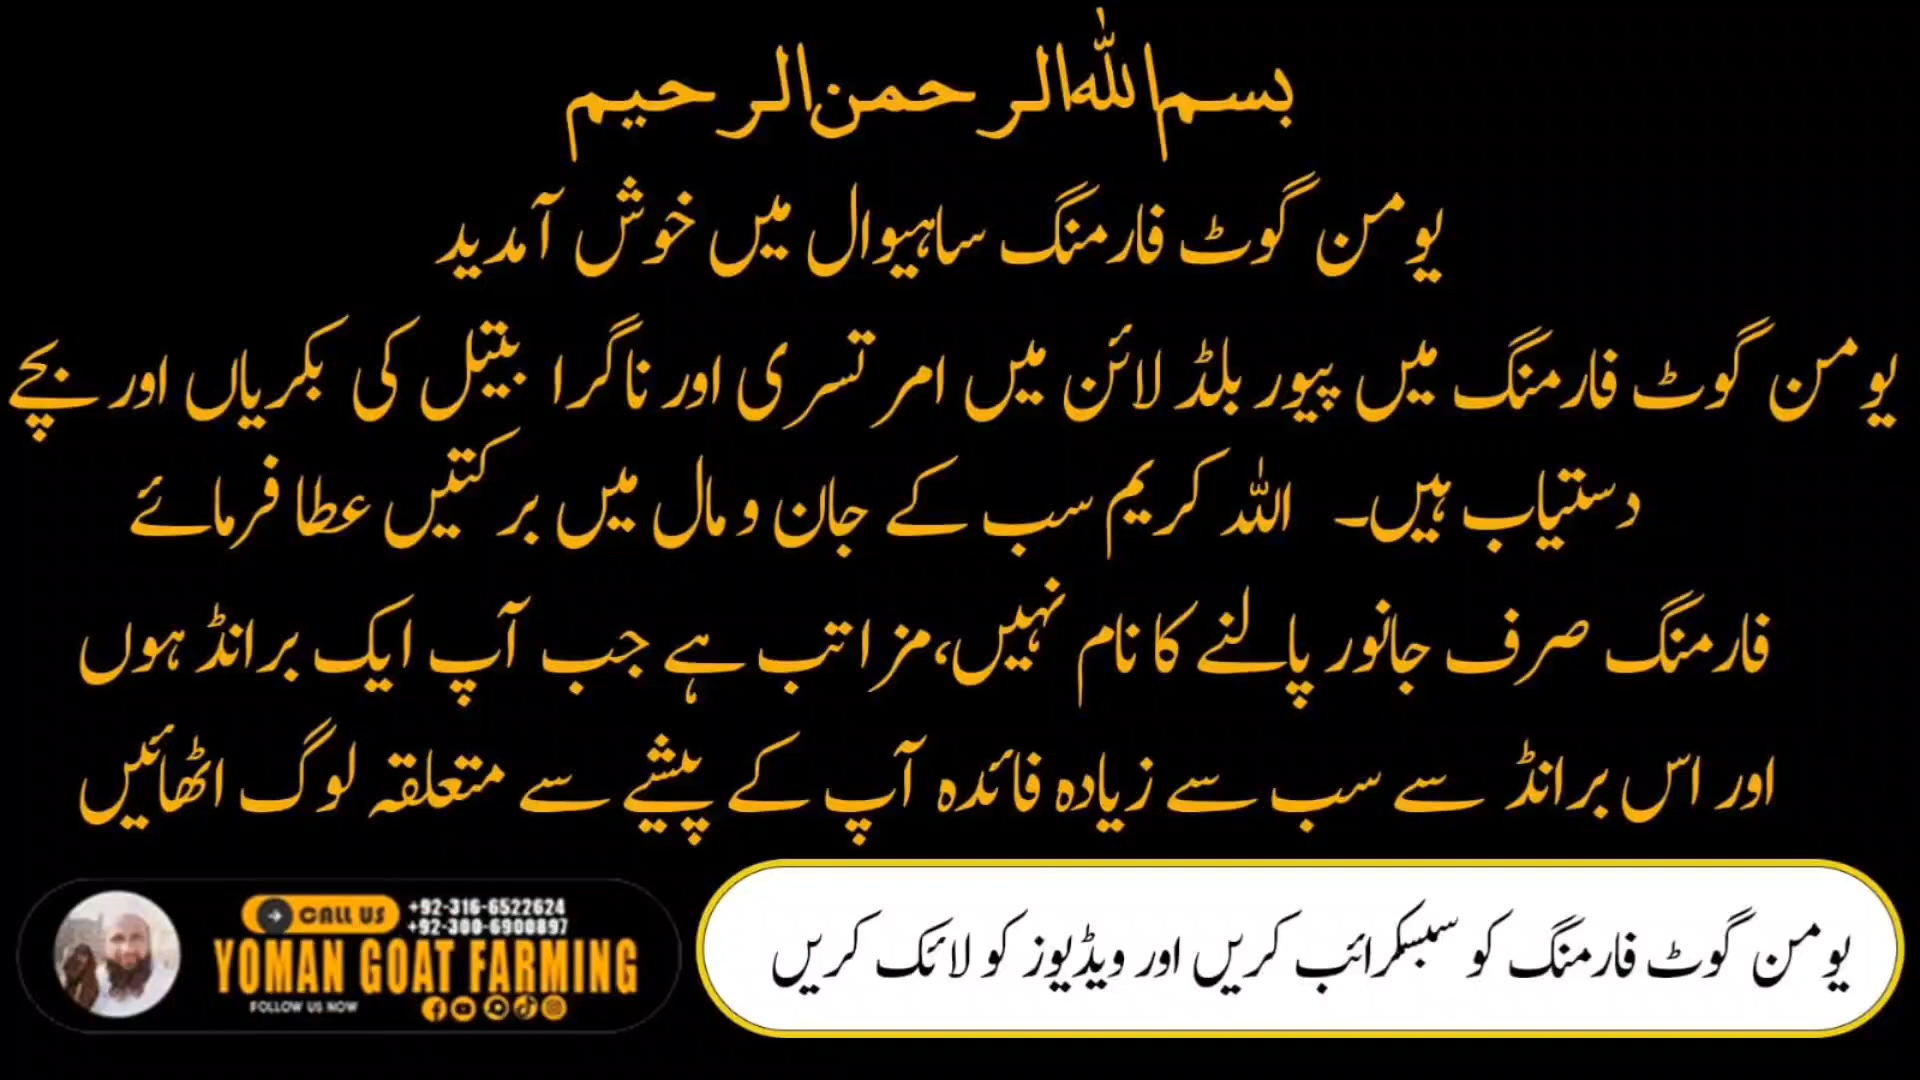 بسم اللہ الرحمن الرحیم
یومن گوٹ فارمنگ ساہیوال میں خوش آمدید
یومن گوٹ فارمنگ میں پیور بلڈ لائن میں امرتسری اور ناگرا بیتل کی بکریاں اور بچے
دستیاب ہیں۔ اللہ کریم سب کے جان و مال میں برکتیں عطا فرمائے
فارمنگ صرف جانور پالنے کا نام نہیں،مزا تب ہے جب آپ ایک برانڈ ہوں
اور اس برانڈ سے سب سے زیادہ فائدہ آپ کے پیشے سے متعلقہ لوگ اٹھائیں
CALL US
+92-316-6522624
+92-300-6900897
YOMAN GOAT FARMING
FOLLOW US NOW
یومن گوٹ فارمنگ کو سبسکرائب کریں اور ویڈیوز کو لائک کریں